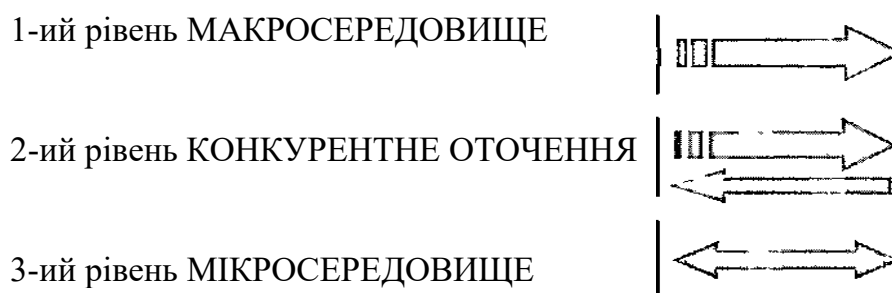 1-ий рівень МАКРОСЕРЕДОВИЩЕ
2-ий рівень КОНКУРЕНТНЕ ОТОЧЕННЯ
3-ий рівень МІКРОСЕРЕДОВИЩЕ